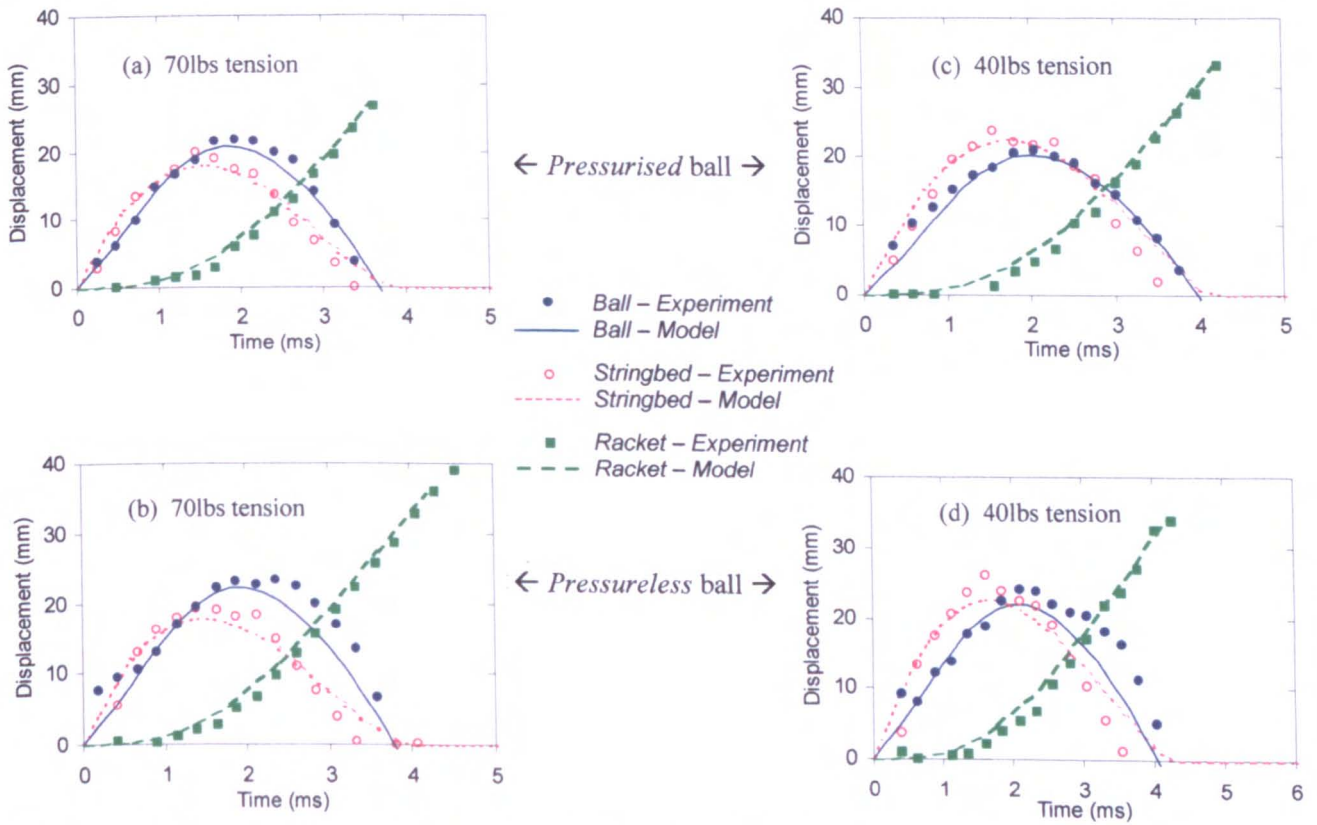 40
30
20
10
0
Displacement (mm)
(a) 70lbs tension
0 1 2 3 4 5
Time (ms)
40
30
20
10
0
Displacement (mm)
(c) 40lbs tension
0 1 2 3 4 5
Time (ms)
← Pressurised ball →
Ball – Experiment
Ball – Model
Stringbed – Experiment
Stringbed – Model
Racket – Experiment
Racket – Model
40
30
20
10
0
Displacement (mm)
(b) 70lbs tension
0 1 2 3 4 5
Time (ms)
40
30
20
10
0
Displacement (mm)
(d) 40lbs tension
0 1 2 3 4 5 6
Time (ms)
← Pressureless ball →